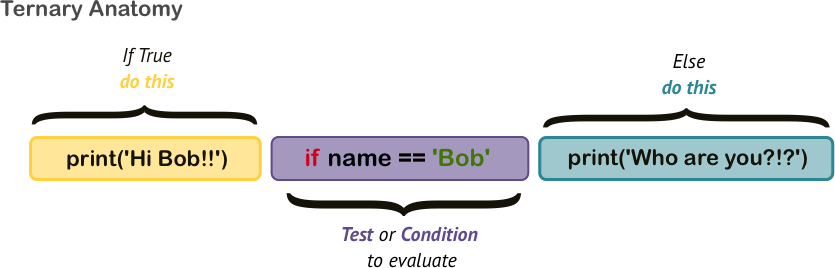 Ternary Anatomy
If True
do this
Else
do this
print('Hi Bob!!')
if name == 'Bob'
print('Who are you?!?')
Test or Condition
to evaluate